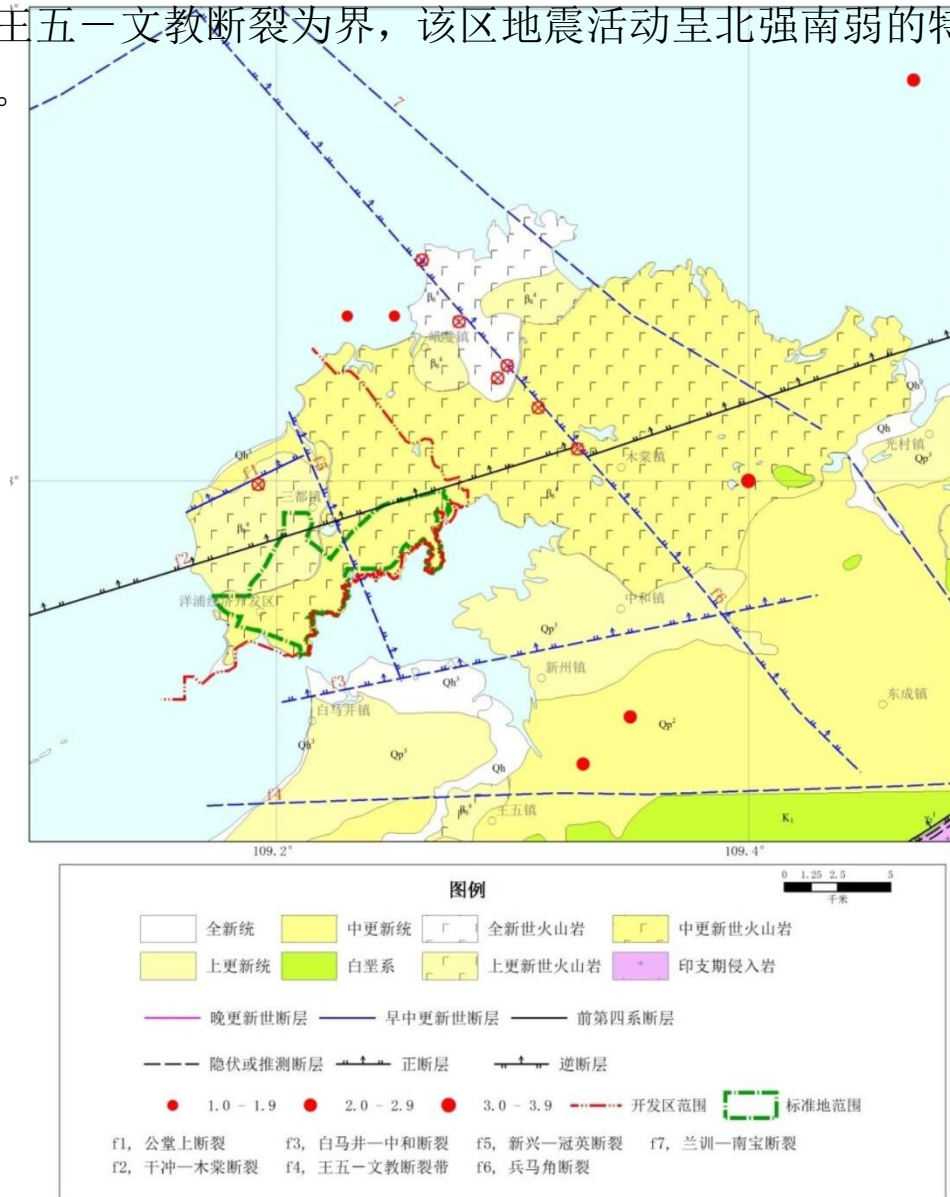 王五－文教断裂为界，该区地震活动呈北强南弱的特
。
7
Qh²
f1
f5
三都镇
f2
洋浦经济开发区
峨蔓镇
木棠镇
光村镇
Qh
Qp³
中和镇
f6
Qp³
新州镇
f3
Qh³
白马井镇
Qh³
东成镇
Qp²
Qp³
Qh
f4
王五镇
K₁
109.2°
109.4°
图例
0 1.25 2.5 5
千米
全新统 中更新统 全新世火山岩 中更新世火山岩
上更新统 白垩系 上更新世火山岩 印支期侵入岩
晚更新世断层 早中更新世断层 前第四系断层
隐伏或推测断层 正断层 逆断层
1.0 - 1.9 2.0 - 2.9 3.0 - 3.9 开发区范围 标准地范围
f1, 公堂上断裂 f3, 白马井—中和断裂 f5, 新兴—冠英断裂 f7, 兰训—南宝断裂
f2, 干冲—木棠断裂 f4, 王五－文教断裂带 f6, 兵马角断裂